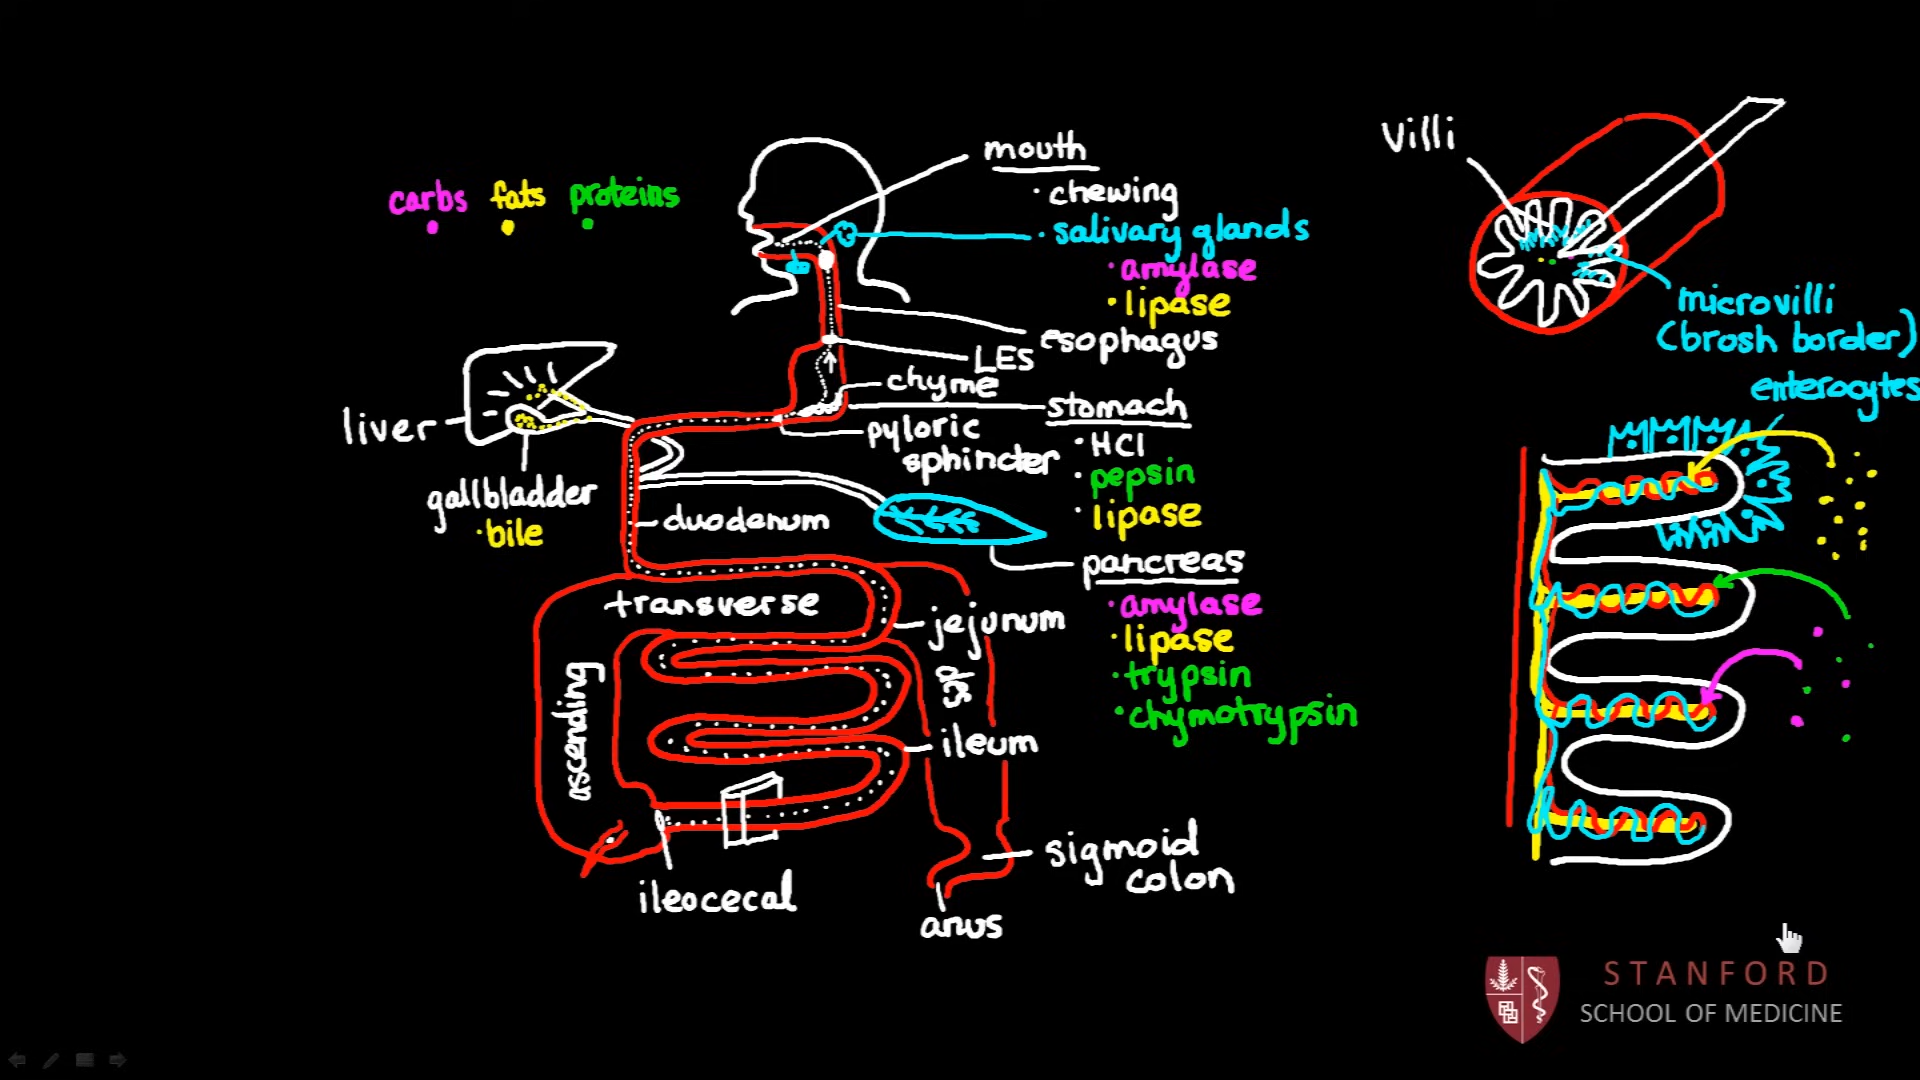 carbs fats proteins
mouth
· chewing
· salivary glands
· amylase
· lipase
esophagus
LES
chyme
stomach
· HCl
· pepsin
· lipase
pyloric
sphincter
liver
gallbladder
· bile
duodenum
pancreas
· amylase
· lipase
· trypsin
· chymotrypsin
transverse
jejunum
ascending
ileum
ileocecal
sigmoid
colon
anus
villi
microvilli
(brosh border)
enterocytes
STANFORD
SCHOOL OF MEDICINE